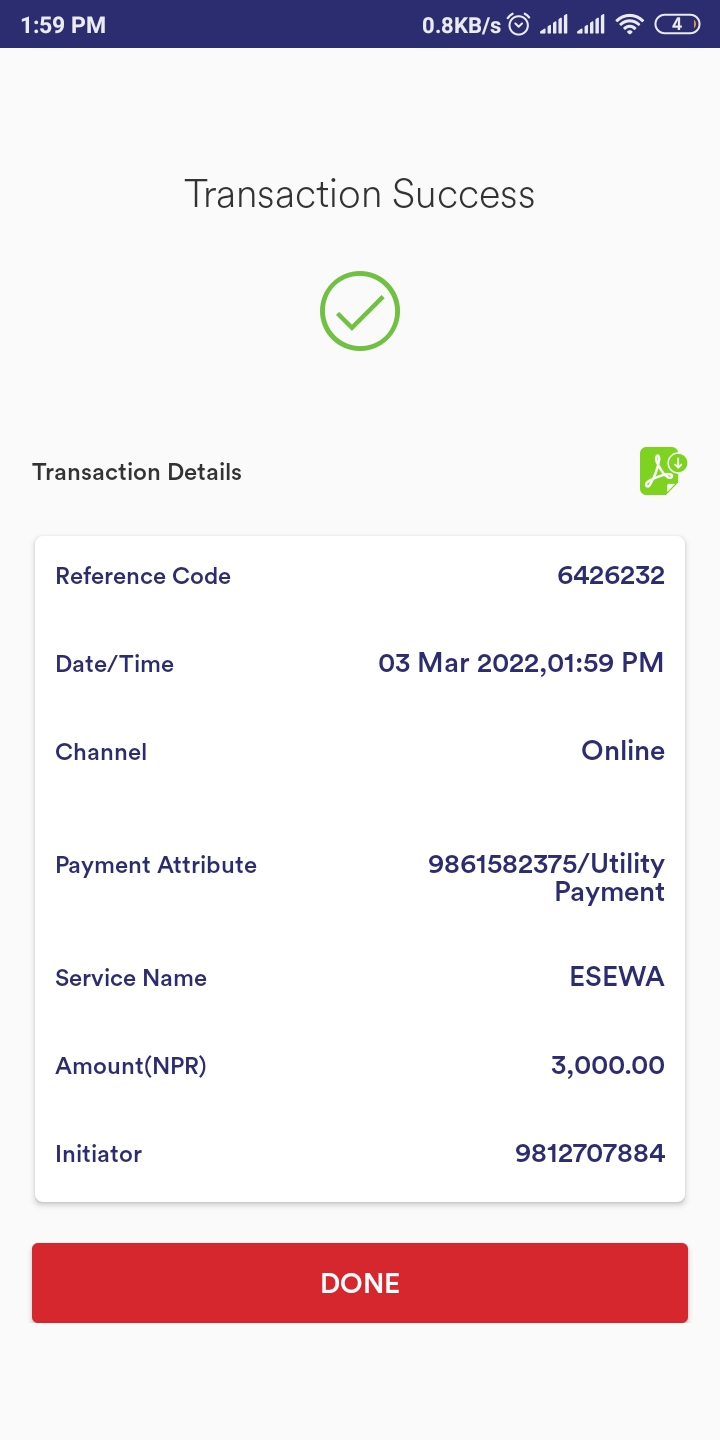 1:59 PM 0.8KB/s 4
Transaction Success
Transaction Details
Reference Code 6426232
Date/Time 03 Mar 2022,01:59 PM
Channel Online
Payment Attribute 9861582375/Utility
Payment
Service Name ESEWA
Amount(NPR) 3,000.00
Initiator 9812707884
DONE